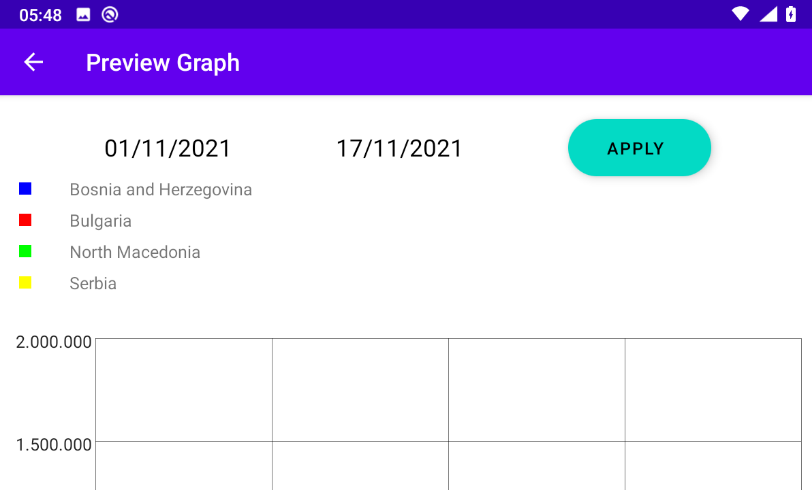 05:48
Preview Graph
01/11/2021 17/11/2021 APPLY
Bosnia and Herzegovina
Bulgaria
North Macedonia
Serbia
2.000.000
1.500.000